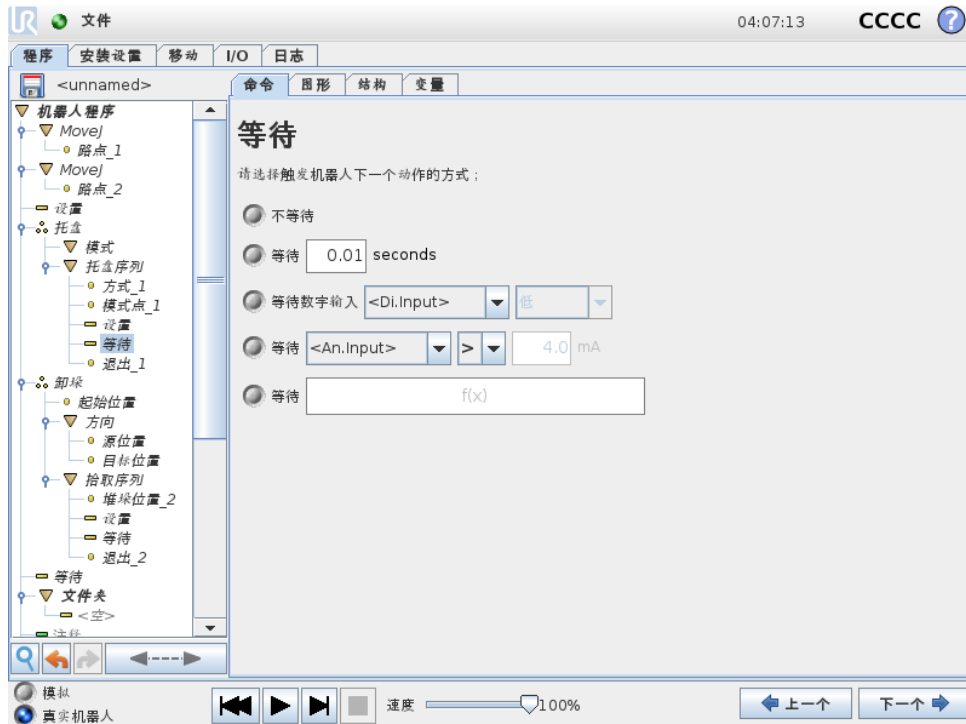 UR 文件 04:07:13 CCCC ?
程序 安装设置 移动 I/O 日志
<unnamed> 命令 图形 结构 变量
机器人程序
MoveJ
路点_1
MoveJ
路点_2
设置
托盘
模式
托盘序列
方式_1
模式点_1
设置
等待
退出_1
卸垛
起始位置
方向
源位置
目标位置
拾取序列
堆垛位置_2
设置
等待
退出_2
等待
文件夹
<空>
注释
等待
请选择触发机器人下一个动作的方式；
不等待
等待 0.01 seconds
等待数字输入 <Di.Input> 低
等待 <An.Input> > 4.0 mA
等待 f(x)
模拟
真实机器人
速度 100% 上一个 下一个